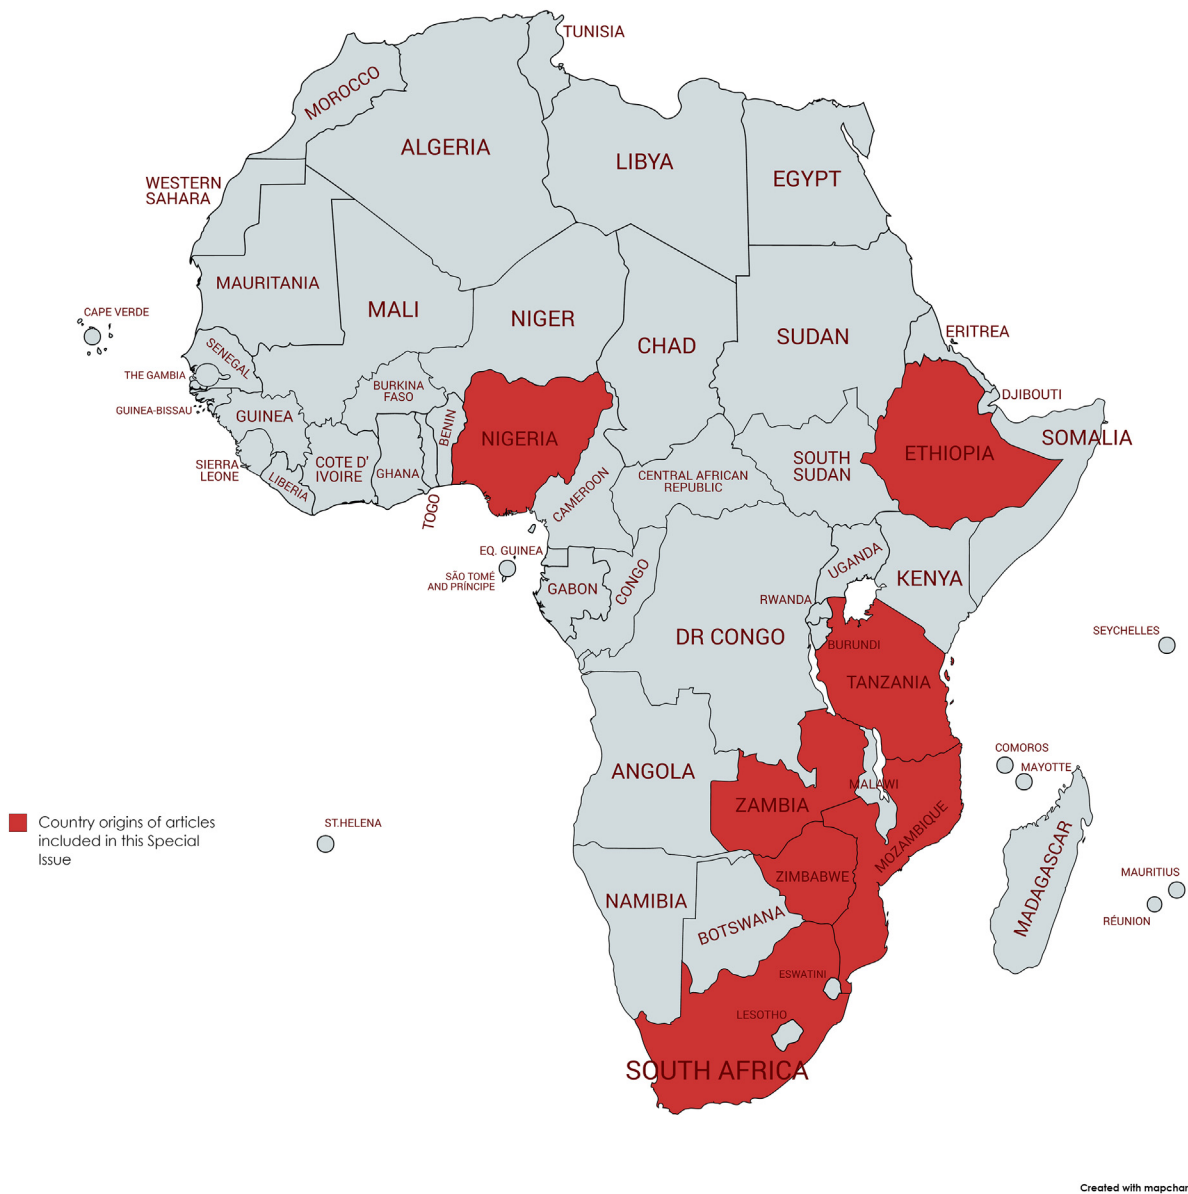 TUNISIA
MOROCCO
ALGERIA
LIBYA
EGYPT
WESTERN
SAHARA
MAURITANIA
MALI
NIGER
CHAD
SUDAN
ERITREA
CAPE VERDE
SENEGAL
THE GAMBIA
GUINEA-BISSAU
GUINEA
BURKINA
FASO
BENIN
NIGERIA
DJIBOUTI
SOMALIA
ETHIOPIA
SIERRA
LEONE
LIBERIA
COTE D'
IVOIRE
GHANA
TOGO
CAMEROON
CENTRAL AFRICAN
REPUBLIC
SOUTH
SUDAN
EQ. GUINEA
SÃO TOMÉ
AND PRÍNCIPE
GABON
CONGO
UGANDA
KENYA
RWANDA
DR CONGO
BURUNDI
TANZANIA
SEYCHELLES
COMOROS
MAYOTTE
ANGOLA
ZAMBIA
MALAWI
MOZAMBIQUE
MADAGASCAR
Country origins of articles
included in this Special
Issue
ST.HELENA
ZIMBABWE
NAMIBIA
BOTSWANA
MAURITIUS
RÉUNION
ESWATINI
LESOTHO
SOUTH AFRICA
Created with mapchar